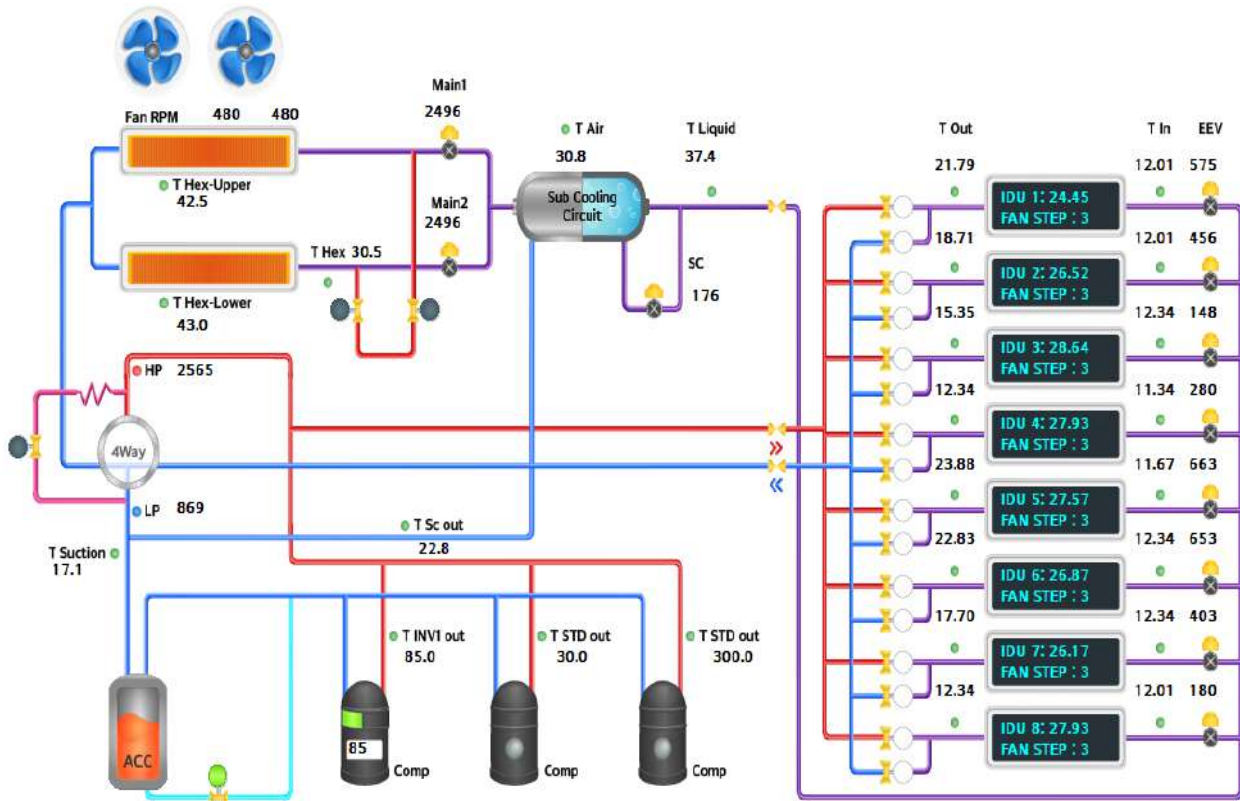 Main1
Fan RPM 480 480 2496
T Air T Liquid T Out T In EEV
30.8 37.4 21.79 12.01 575
T Hex-Upper
42.5
Sub Cooling
Circuit
IDU 1: 24.45
FAN STEP : 3
Main2
2496
18.71 12.01 456
T Hex 30.5
SC
176
IDU 2: 26.52
FAN STEP : 3
T Hex-Lower
43.0
15.35 12.34 148
HP 2565
IDU 3: 28.64
FAN STEP : 3
12.34 11.34 280
4Way
IDU 4: 27.93
FAN STEP : 3
23.88 11.67 663
LP 869
IDU 5: 27.57
FAN STEP : 3
T Sc out
22.8
T Suction
17.1
22.83 12.34 653
IDU 6: 26.87
FAN STEP : 3
17.70 12.34 403
T INV1 out T STD out T STD out
85.0 30.0 300.0
IDU 7: 26.17
FAN STEP : 3
12.34 12.01 180
IDU 8: 27.93
FAN STEP : 3
85
ACC
Comp Comp Comp